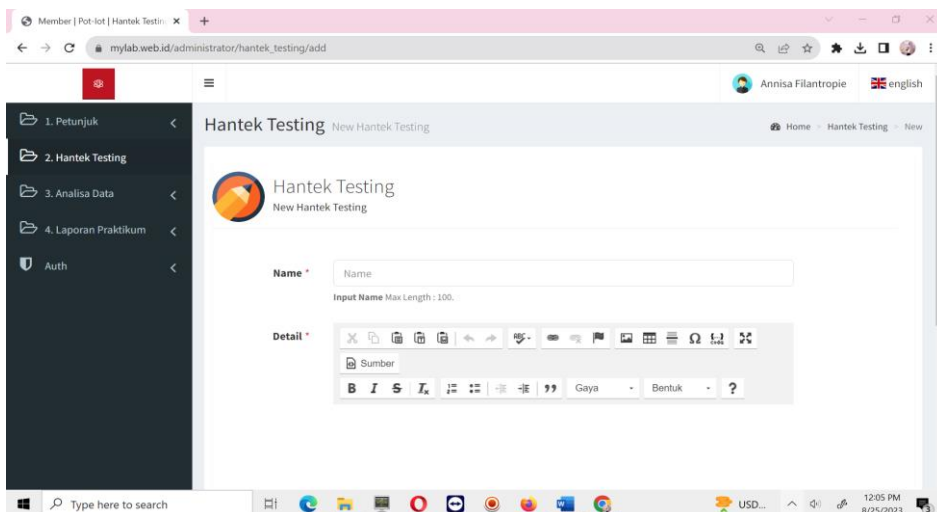 Member | Pot-lot | Hantek Testin
mylab.web.id/administrator/hantek_testing/add
Annisa Filantropie
english
1. Petunjuk
2. Hantek Testing
3. Analisa Data
4. Laporan Praktikum
Auth
Hantek Testing New Hantek Testing
Home > Hantek Testing > New
Hantek Testing
New Hantek Testing
Name *
Name
Input Name Max Length : 100.
Detail *
Sumber
B I S Ix
Gaya
Bentuk
?
Type here to search
USD...
12:05 PM
8/25/2023